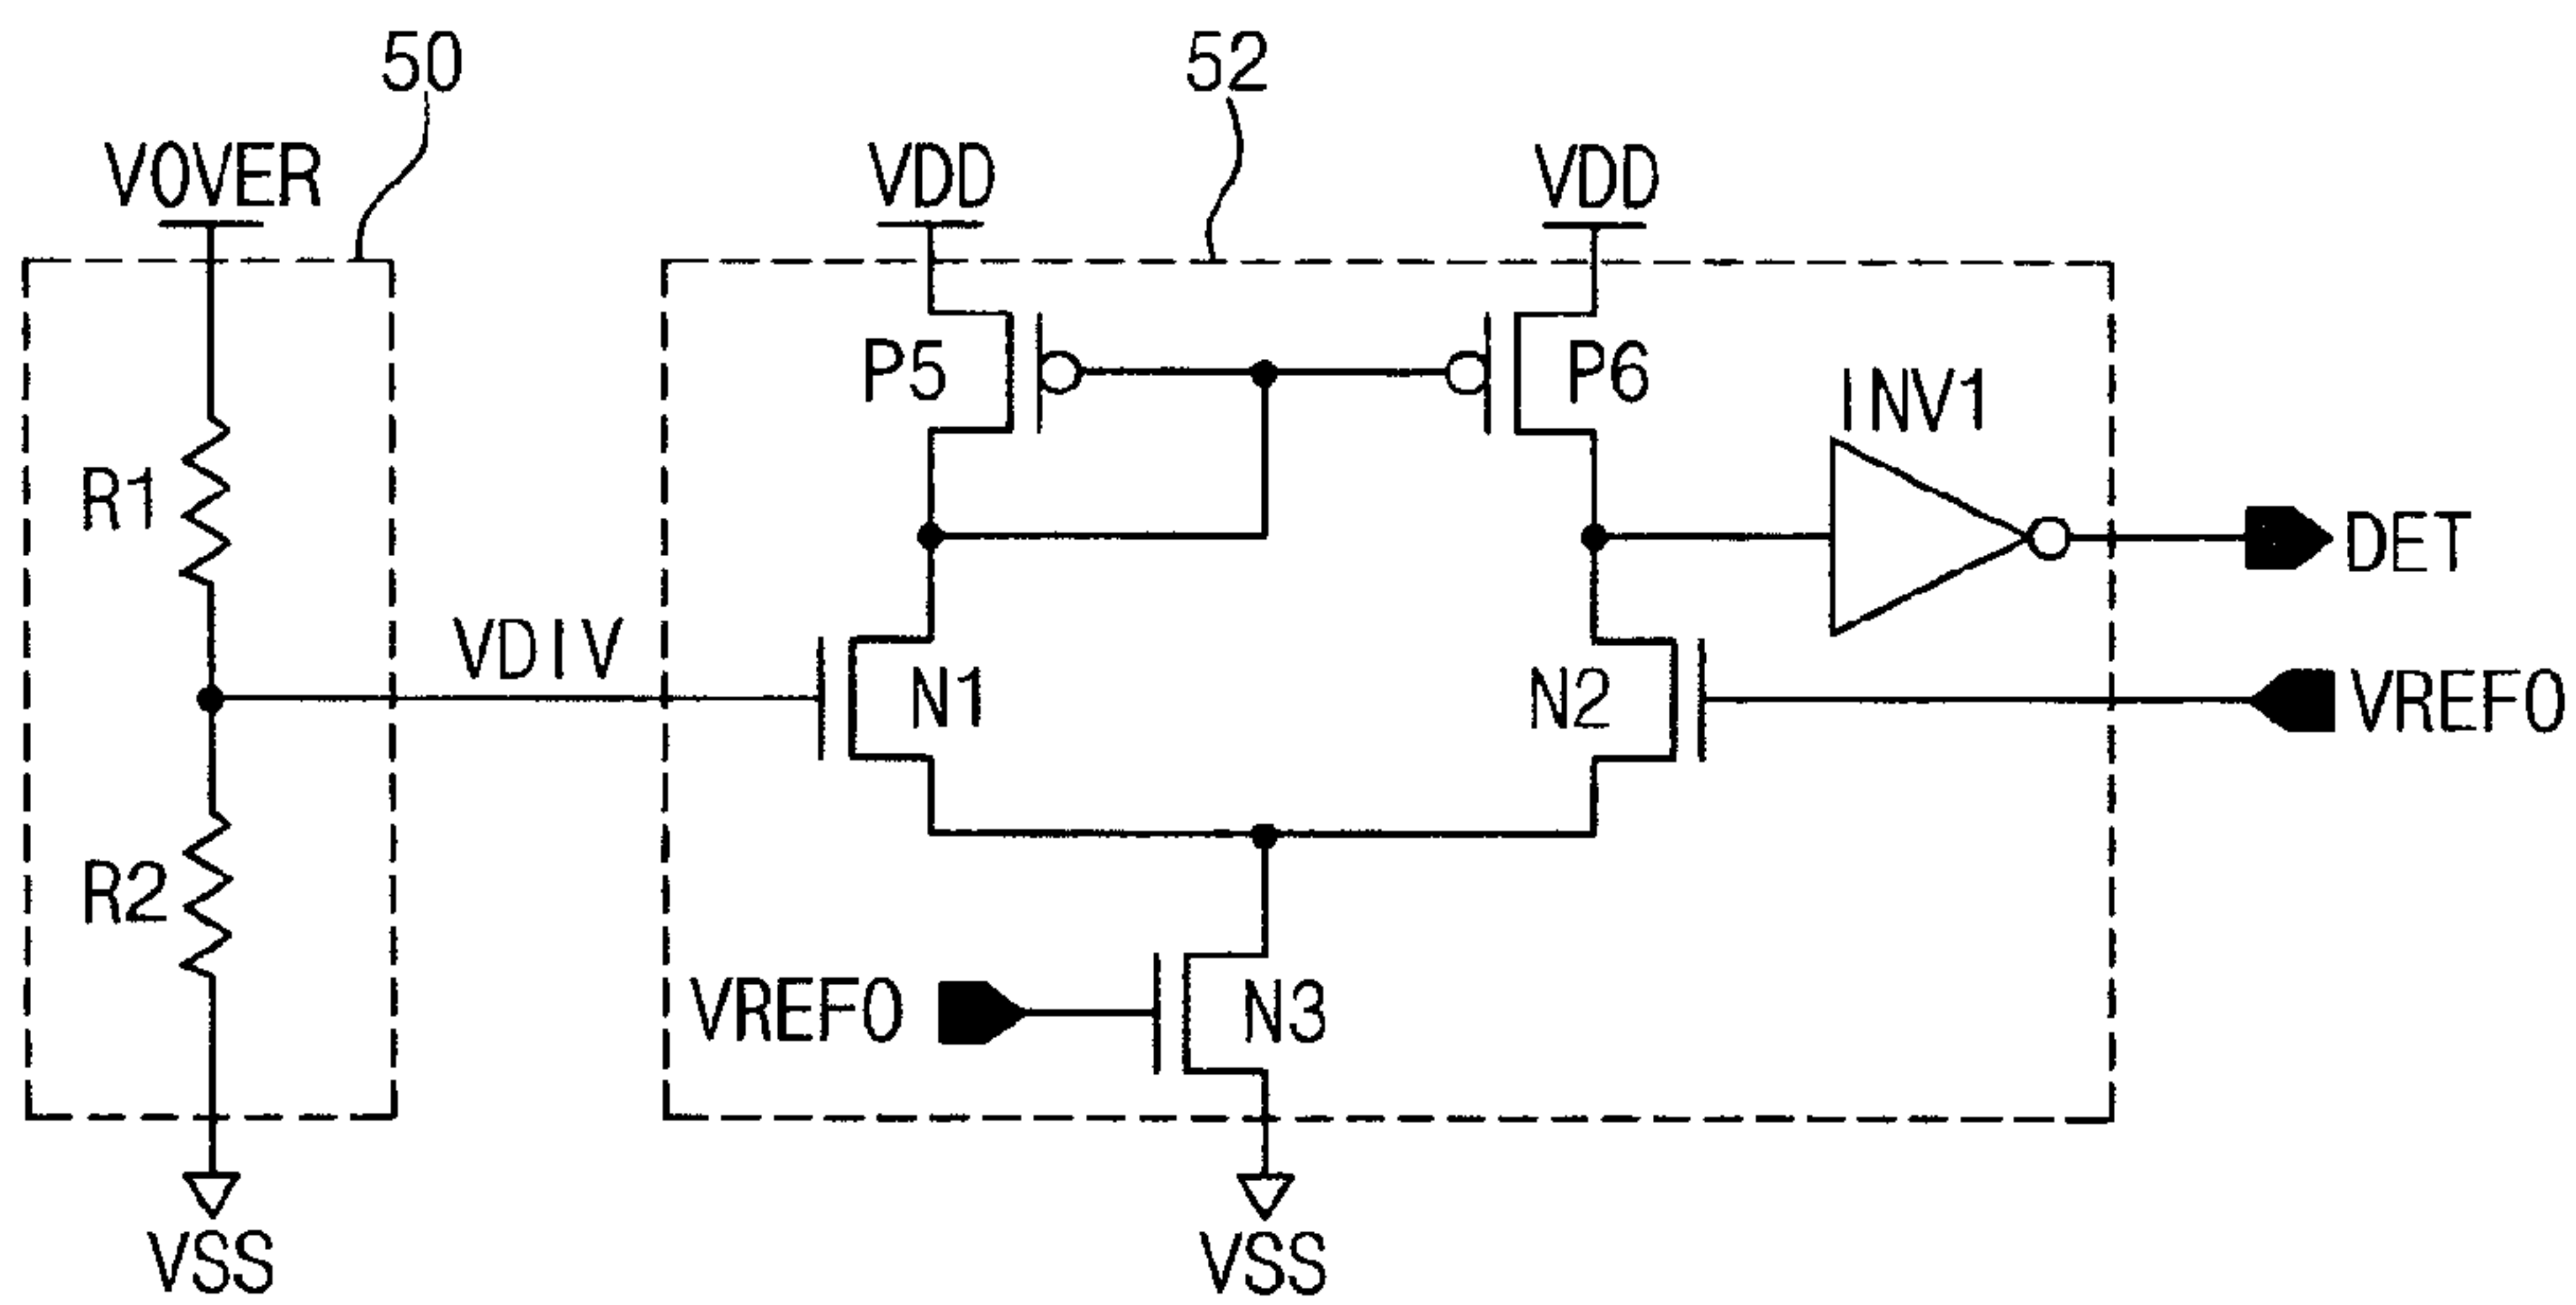 50
52
VOVER
VDD
VDD
P5
P6
INV1
R1
DET
VDIV
N1
N2
VREF0
R2
VREF0
N3
VSS
VSS